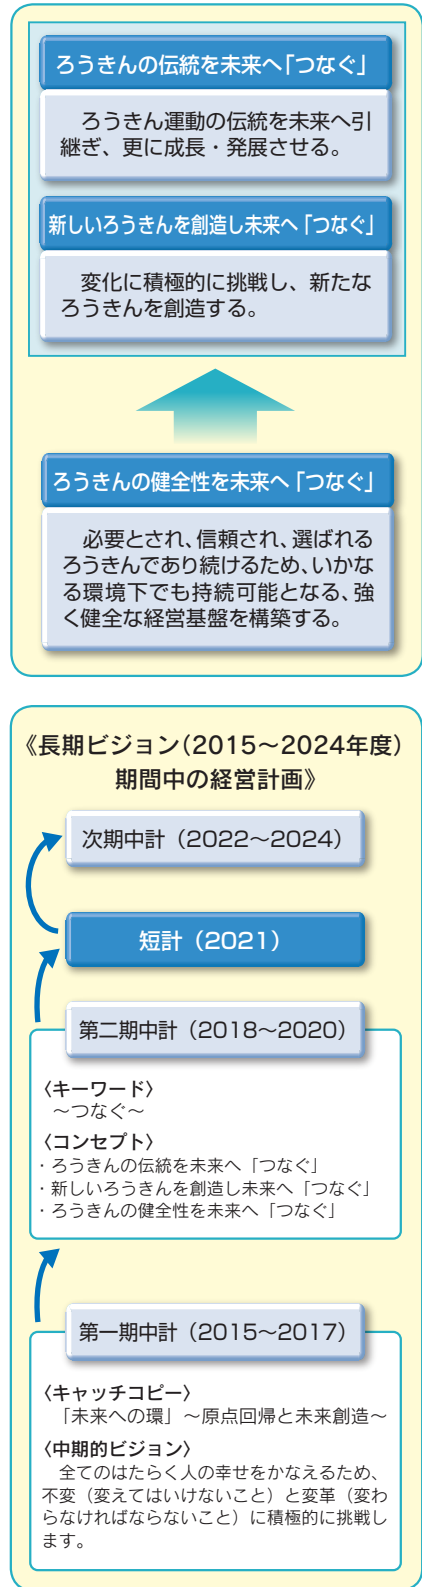 ろうきんの伝統を未来へ「つなぐ」
ろうきん運動の伝統を未来へ引
継ぎ、更に成長・発展させる。
新しいろうきんを創造し未来へ「つなぐ」
変化に積極的に挑戦し、新たな
ろうきんを創造する。
ろうきんの健全性を未来へ「つなぐ」
必要とされ、信頼され、選ばれる
ろうきんであり続けるため、いかな
る環境下でも持続可能となる、強
く健全な経営基盤を構築する。
《長期ビジョン（2015～2024年度）
期間中の経営計画》
次期中計（2022～2024）
短計（2021）
第二期中計（2018～2020）
〈キーワード〉
～つなぐ～
〈コンセプト〉
・ろうきんの伝統を未来へ「つなぐ」
・新しいろうきんを創造し未来へ「つなぐ」
・ろうきんの健全性を未来へ「つなぐ」
第一期中計（2015～2017）
〈キャッチコピー〉
「未来への環」～原点回帰と未来創造～
〈中期的ビジョン〉
全てのはたらく人の幸せをかなえるため、
不変（変えてはいけないこと）と変革（変わ
らなければならないこと）に積極的に挑戦し
ます。